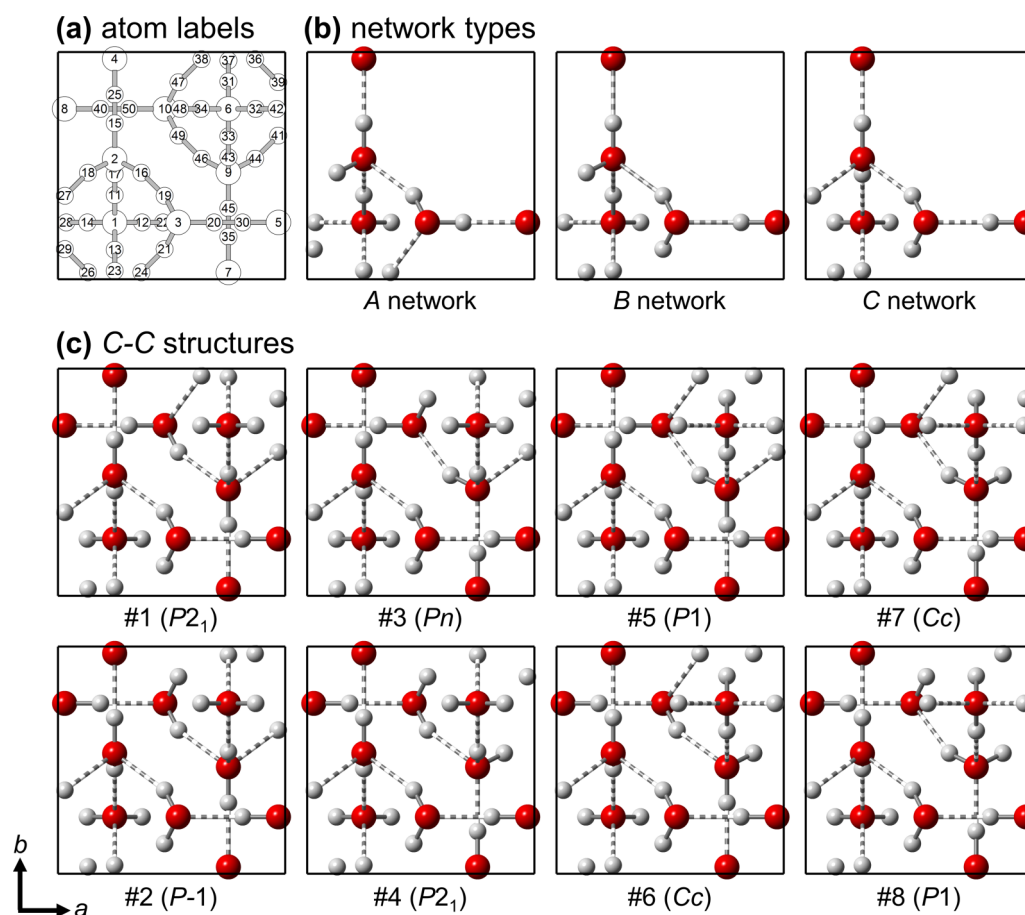 (a) atom labels
(b) network types
4 38 37 36
47 31 39
25
8 40 50 10 48 34 6 32 42
15 49 33 41
2 46 43 44
18 17 16 9
27 11 19 45
28 14 1 12 22 3 20 30 5
13 21 35
29
26 23 24 7
A network
B network
C network
(c) C-C structures
#1 (P2₁)
#3 (Pn)
#5 (P1)
#7 (Cc)
#2 (P-1)
#4 (P2₁)
#6 (Cc)
#8 (P1)
b
a